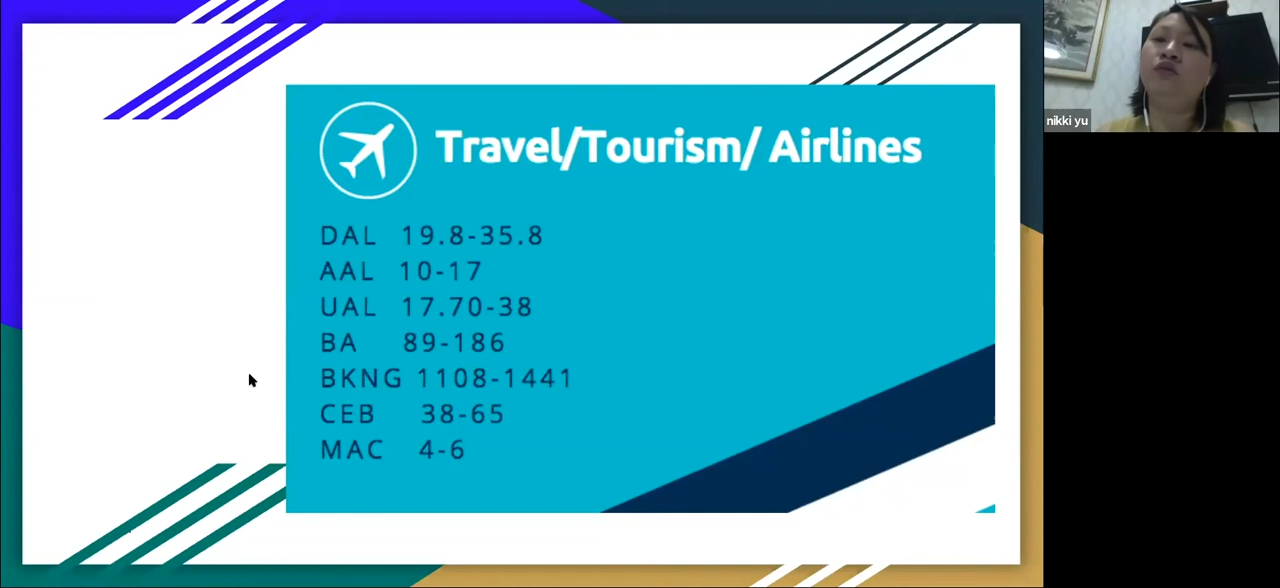 Travel/Tourism/ Airlines
nikki yu
DAL 19.8-35.8
AAL 10-17
UAL 17.70-38
BA 89-186
BKNG 1108-1441
CEB 38-65
MAC 4-6